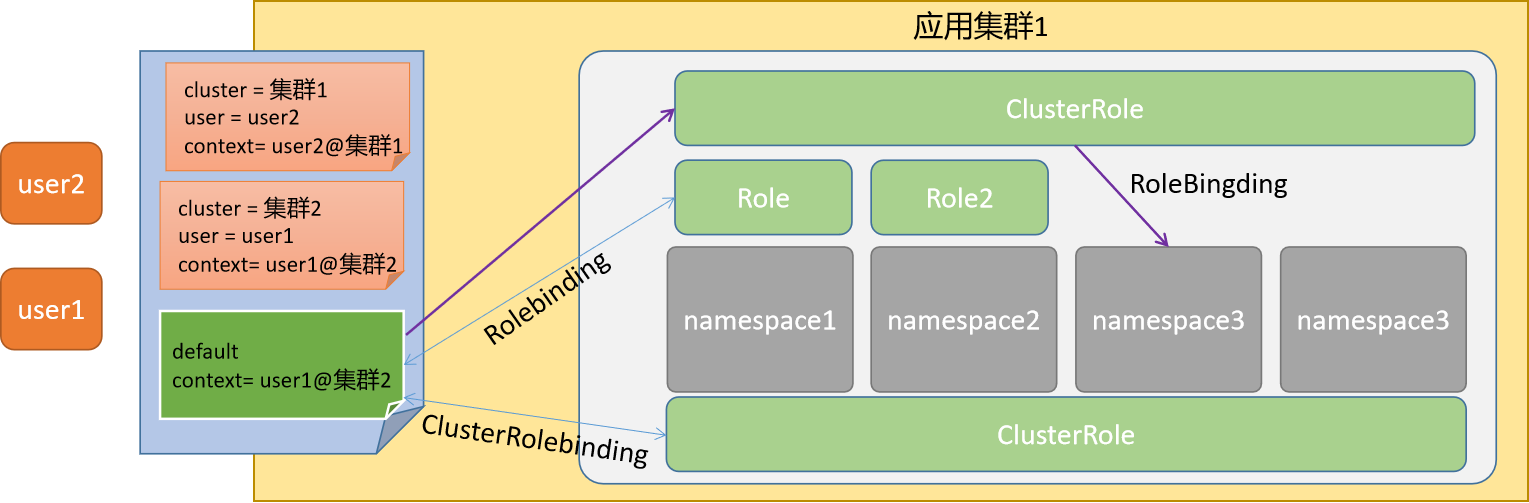 应用集群1
cluster = 集群1
user = user2
context= user2@集群1
cluster = 集群2
user = user1
context= user1@集群2
default
context= user1@集群2
user2
user1
ClusterRole
RoleBingding
Role
Role2
Rolebinding
namespace1
namespace2
namespace3
namespace3
ClusterRolebinding
ClusterRole